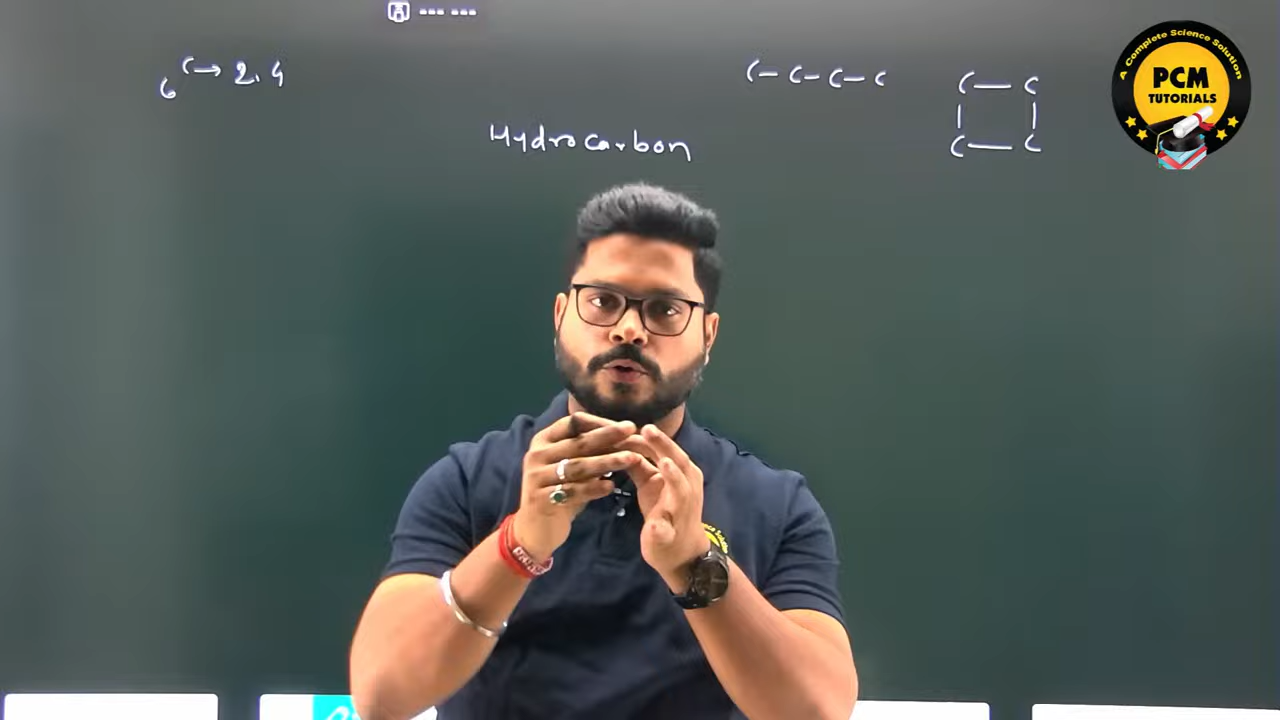 ₆C→ 2,4
C-C-C-C
C — C
| |
C — C
Hydrocarbon
A Complete Science Solution
PCM
TUTORIALS